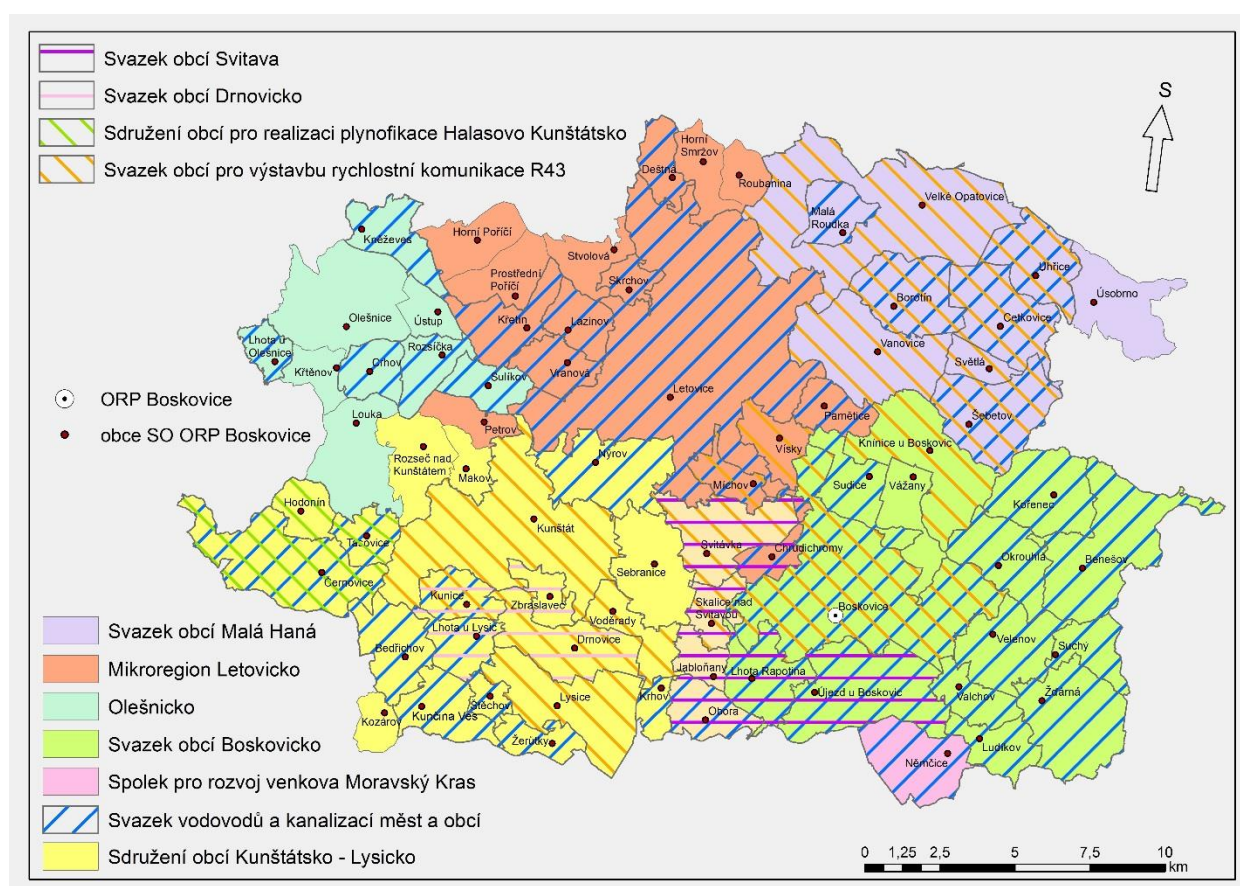 Svazek obcí Svitava
Svazek obcí Drnovicko
Sdružení obcí pro realizaci plynofikace Halasovo Kunštátsko
Svazek obcí pro výstavbu rychlostní komunikace R43
S
Horní
Smržov
Deštná
Roubanina
Velké Opatovice
Malá
Roudka
Kněževes
Horní Poříčí
Stvolová
Úhřice
Prostřední
Poříčí
Skrchov
Úsobrno
Borotín
Olešnice
Ústup
Křetín
Lazinov
Cetkovice
Lhota u
Olešnice
Rozsíčka
Vanovice
Světlá
Křtěnov
Crhov
Vranová
Sulíkov
Letovice
ORP Boskovice
obce SO ORP Boskovice
Louka
Petrov
Pamětice
Šebetov
Rozseč nad
Kunštátem
Makov
Nýrov
Vísky
Knínice u Boskovic
Míchov
Sudice
Vážany
Kořenec
Hodonín
Kunštát
Tasovice
Svitávka
Chrudichromy
Okrouhlá
Benešov
Černovice
Sebranice
Kunice
Zbraslavec
Voděrady
Skalice nad
Svitavou
Boskovice
Lhota u Lysic
Drnovice
Velenov
Suchý
Bedřichov
Jabloňany
Lhota Rapotina
Svazek obcí Malá Haná
Mikroregion Letovicko
Olešnicko
Svazek obcí Boskovicko
Spolek pro rozvoj venkova Moravský Kras
Svazek vodovodů a kanalizací měst a obcí
Sdružení obcí Kunštátsko - Lysicko
Kozárov
Kunčina Ves
Štěchov
Lysice
Krhov
Obora
Újezd u Boskovic
Valchov
Žďárná
Žerůtky
Němčice
Ludíkov
0 1,25 2,5 5 7,5 10
km